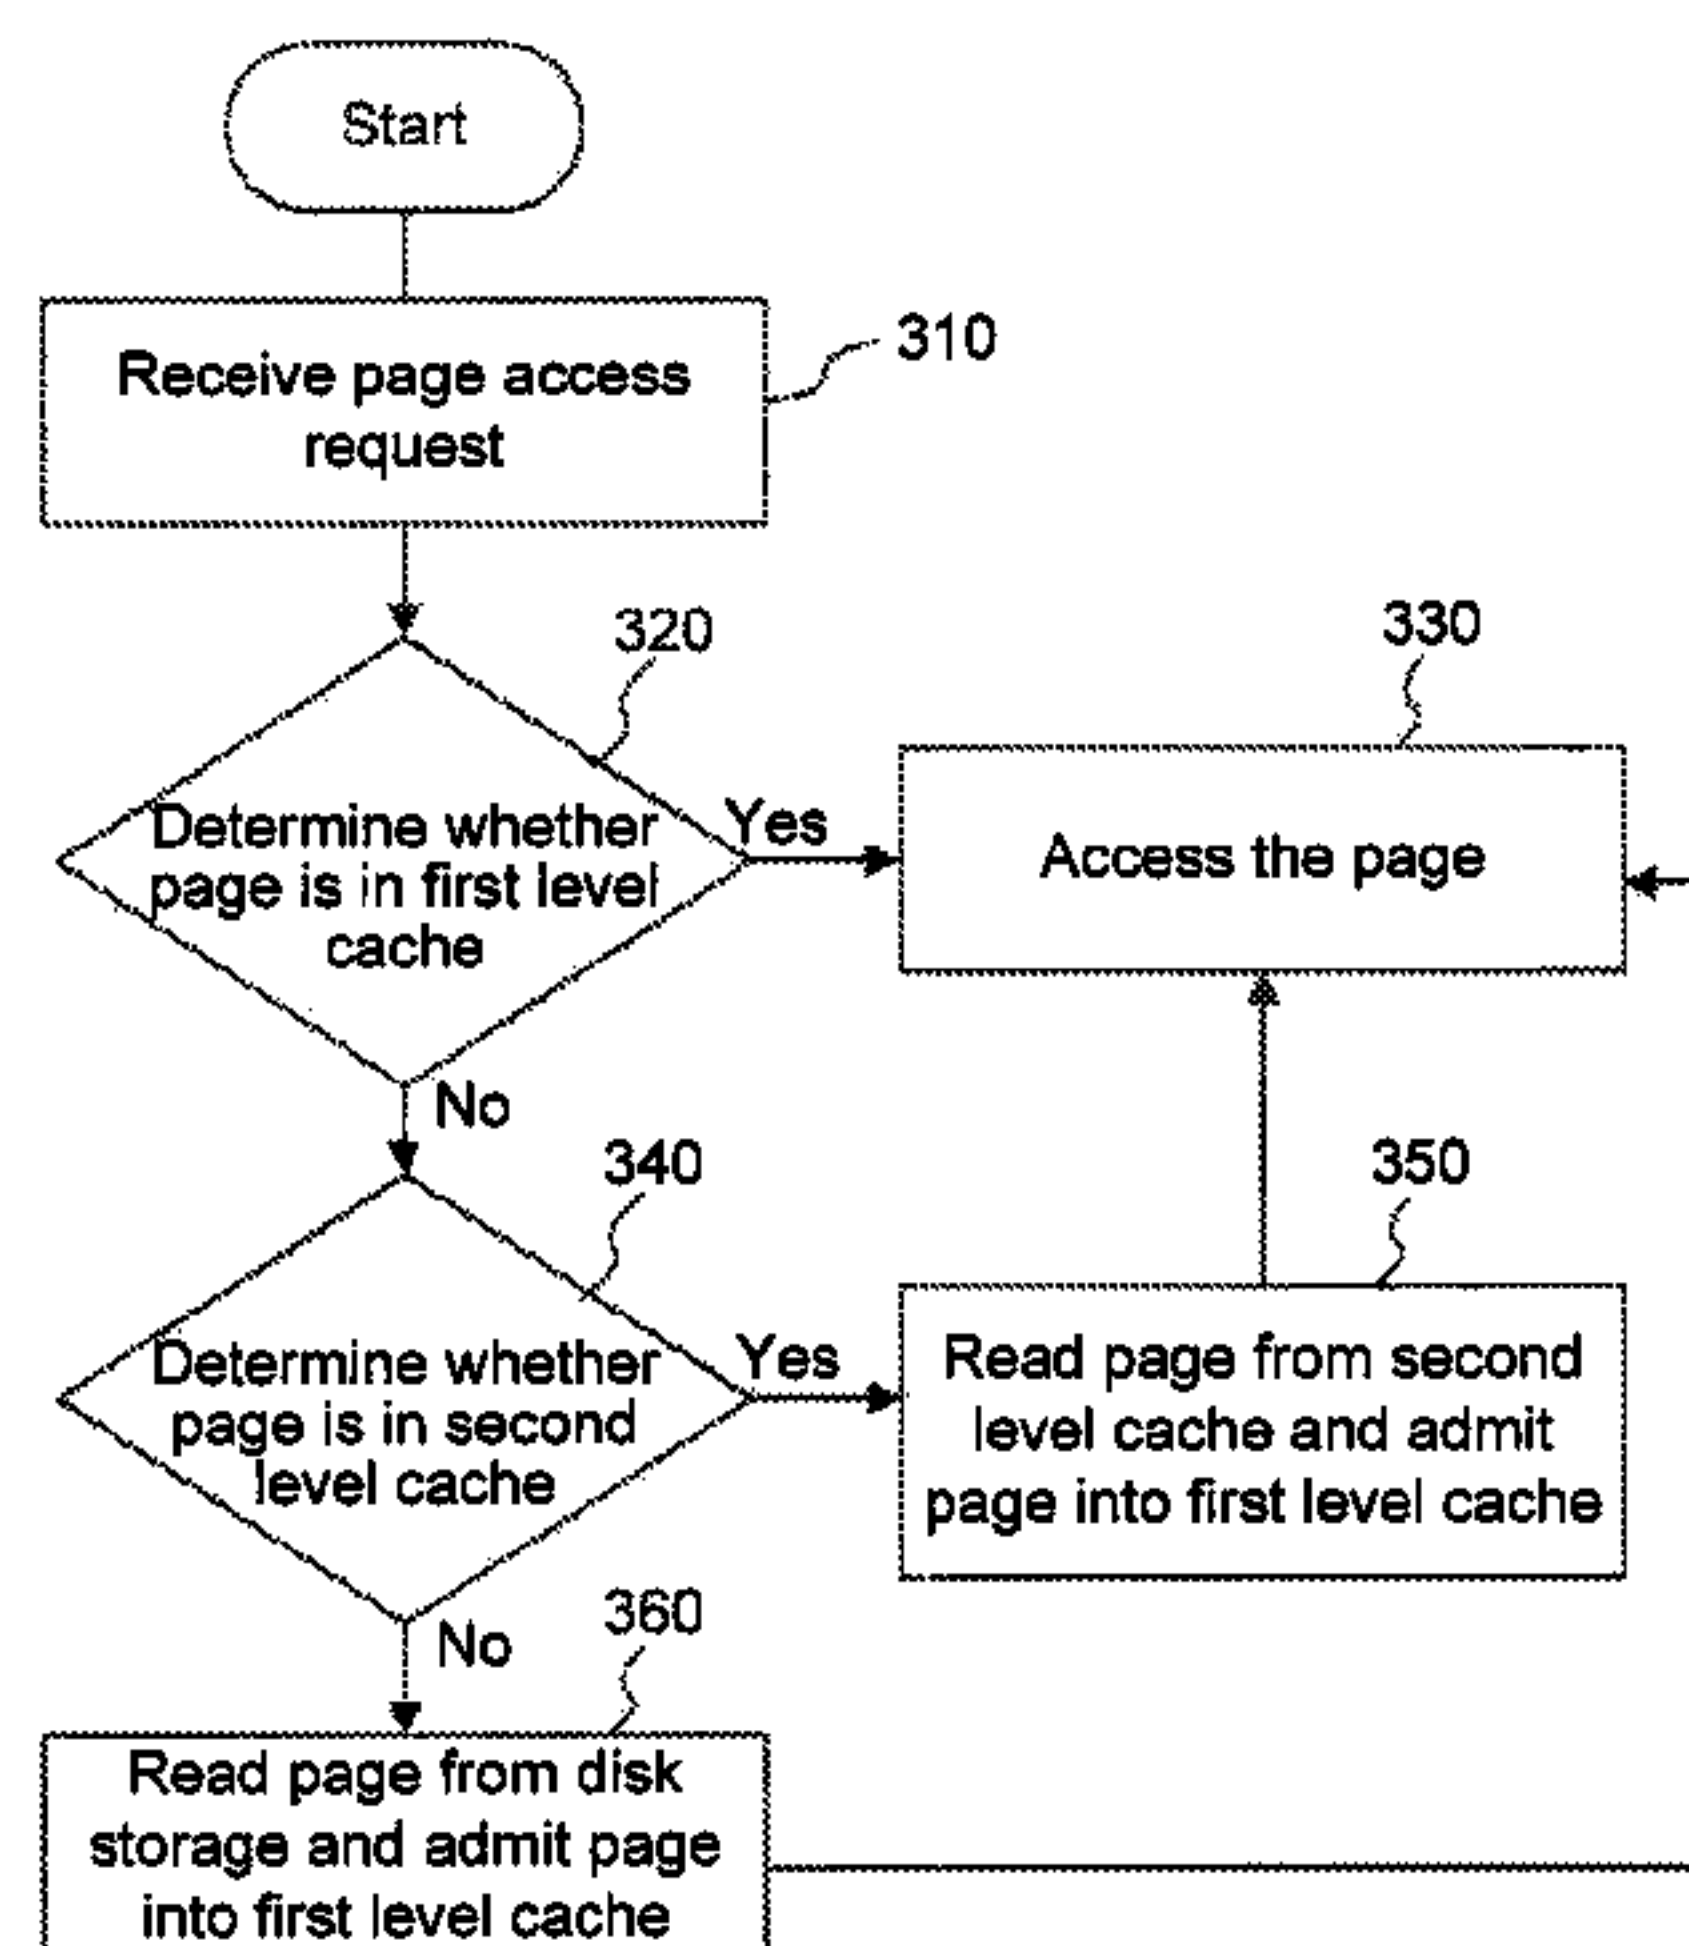 Start
310
Receive page access
request
320
330
Determine whether
page is in first level
cache
Yes
Access the page
No
340
350
Determine whether
page is in second
level cache
Yes
Read page from second
level cache and admit
page into first level cache
No
360
Read page from disk
storage and admit page
into first level cache